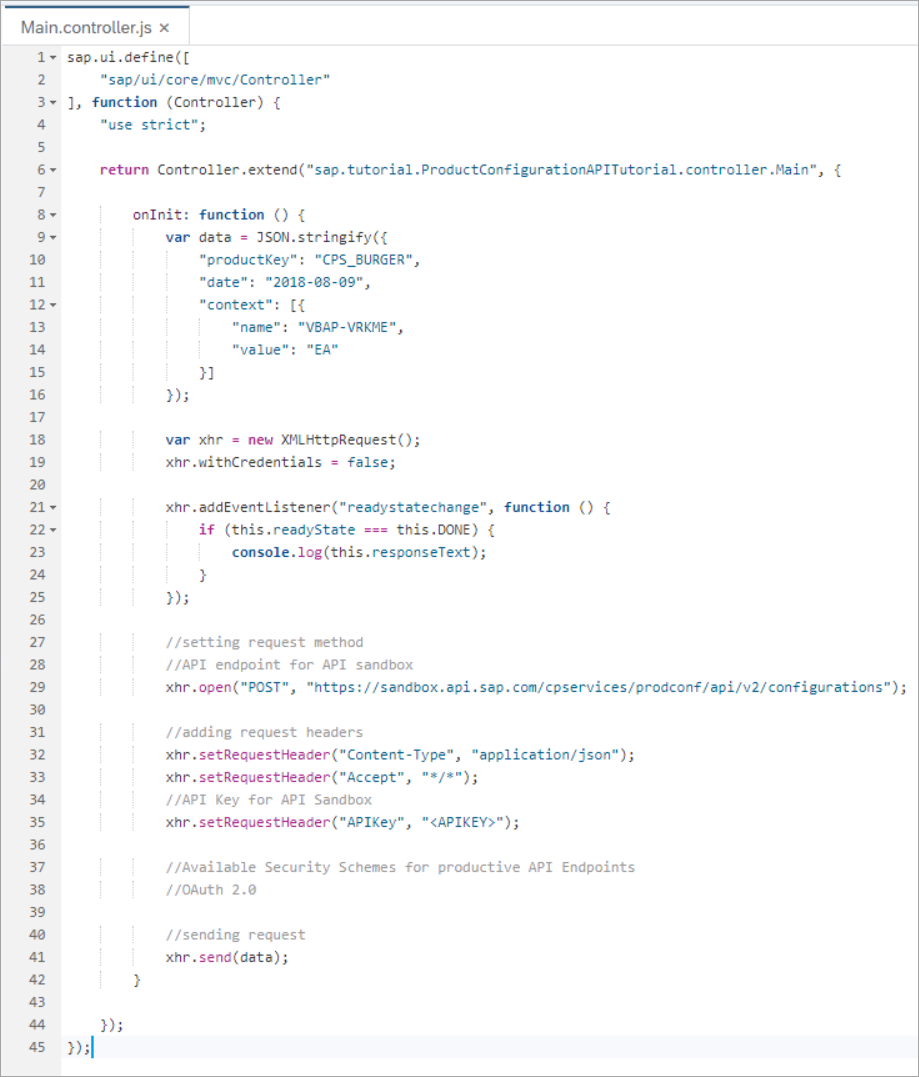 Main.controller.js ×
1 sap.ui.define([
2     "sap/ui/core/mvc/Controller"
3 ], function (Controller) {
4     "use strict";
5
6     return Controller.extend("sap.tutorial.ProductConfigurationAPITutorial.controller.Main", {
7
8         onInit: function () {
9             var data = JSON.stringify({
10                 "productKey": "CPS_BURGER",
11                 "date": "2018-08-09",
12                 "context": [{
13                     "name": "VBAP-VRKME",
14                     "value": "EA"
15                 }]
16             });
17
18             var xhr = new XMLHttpRequest();
19             xhr.withCredentials = false;
20
21             xhr.addEventListener("readystatechange", function () {
22                 if (this.readyState === this.DONE) {
23                     console.log(this.responseText);
24                 }
25             });
26
27             //setting request method
28             //API endpoint for API sandbox
29             xhr.open("POST", "https://sandbox.api.sap.com/cpservices/prodconf/api/v2/configurations");
30
31             //adding request headers
32             xhr.setRequestHeader("Content-Type", "application/json");
33             xhr.setRequestHeader("Accept", "*/*");
34             //API Key for API Sandbox
35             xhr.setRequestHeader("APIKey", "<APIKEY>");
36
37             //Available Security Schemes for productive API Endpoints
38             //OAuth 2.0
39
40             //sending request
41             xhr.send(data);
42         }
43
44     });
45 });